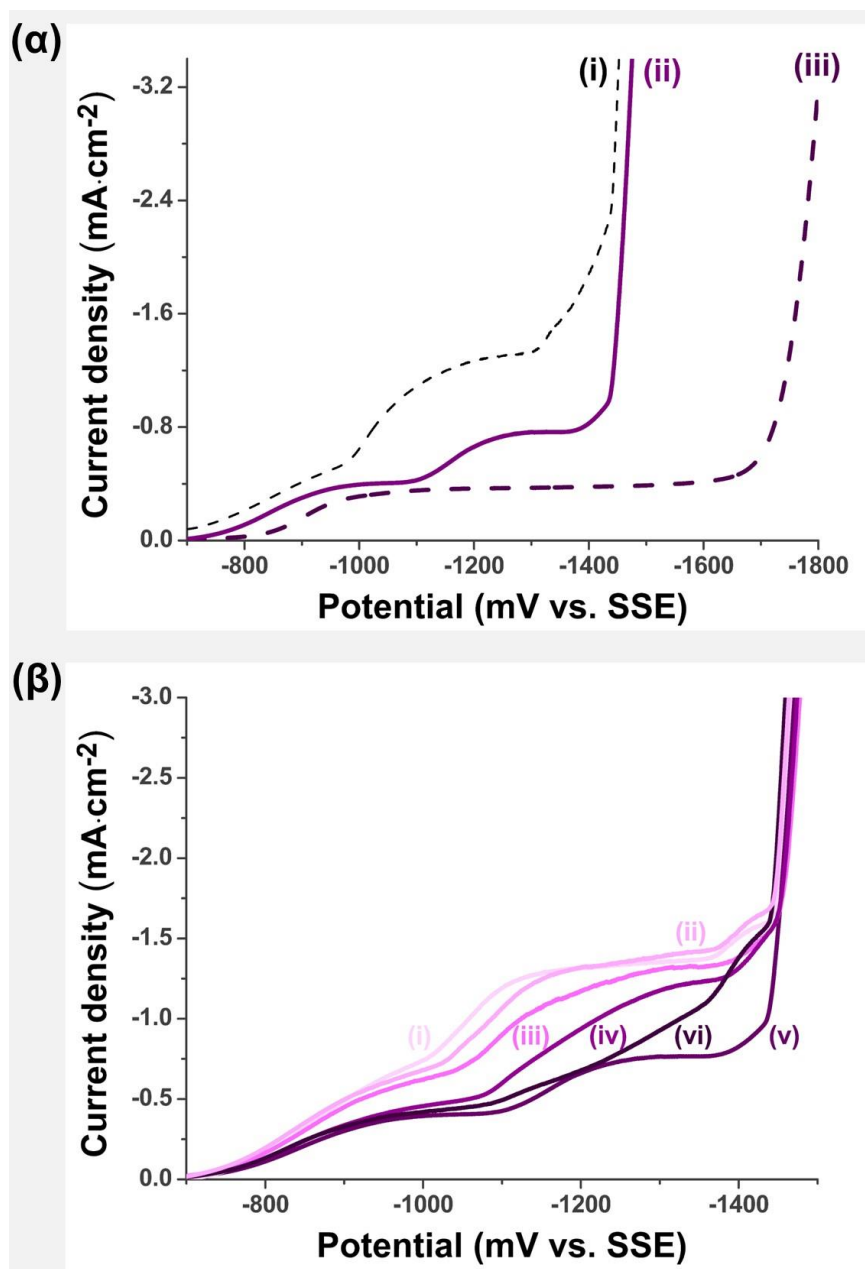 (α)
(i)
(ii)
(iii)
-3.2
-2.4
-1.6
-0.8
0.0
Current density (mA·cm-2)
-800
-1000
-1200
-1400
-1600
-1800
Potential (mV vs. SSE)
(β)
-3.0
-2.5
-2.0
-1.5
-1.0
-0.5
0.0
Current density (mA·cm-2)
(ii)
(i)
(iii)
(iv)
(vi)
(v)
-800
-1000
-1200
-1400
Potential (mV vs. SSE)